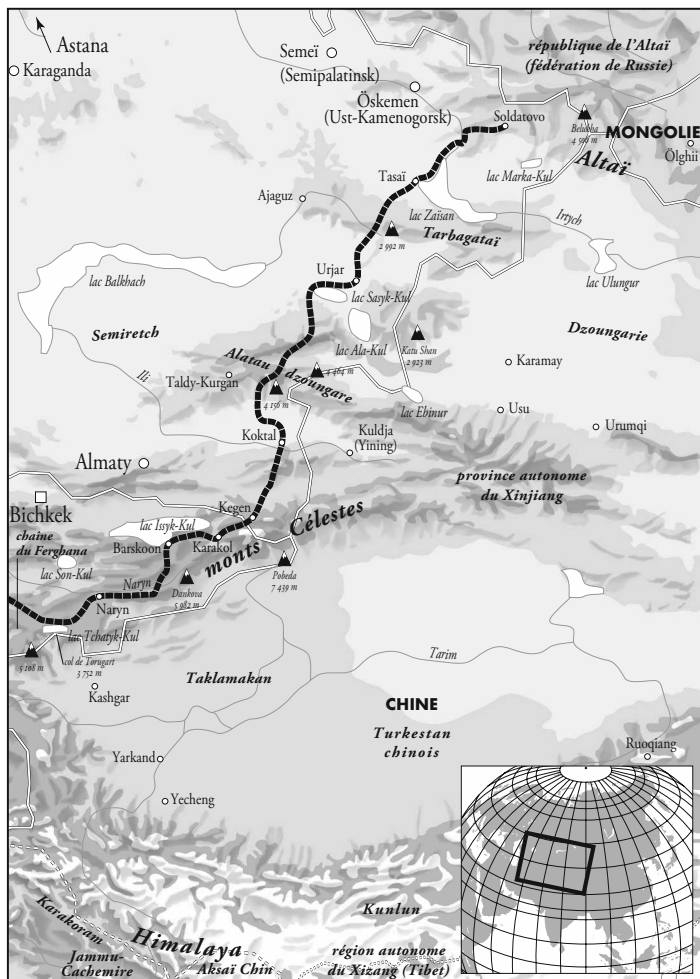 Astana
Karaganda
Semeï
(Semipalatinsk)
république de l'Altaï
(fédération de Russie)
Öskemen
(Ust-Kamenogorsk)
Soldatovo
Belukha
4 506 m
MONGOLIE
Ölghii
Altaï
lac Marka-Kul
Tasaï
Ajaguz
lac Zaïsan
Irtych
Tarbagataï
2 992 m
Urjar
lac Ulungur
lac Balkhach
lac Sasyk-Kul
Semiretch
Dzoungarie
lac Ala-Kul
Katu Shan
2 925 m
Karamay
Alatau dzoungare
4 464 m
Ili
Taldy-Kurgan
4 156 m
lac Ebinur
Usu
Urumqi
Koktal
Kuldja
(Yining)
Almaty
province autonome
du Xinjiang
Kegen
Bichkek
lac Issyk-Kul
monts Célestes
chaîne
du Ferghana
Barskoon
Karakol
lac Son-Kul
Naryn
Dankova
5 982 m
Pobeda
7 439 m
Naryn
lac Tchatyk-Kul
5 108 m
col de Torugart
3 752 m
Kashgar
Tarim
Taklamakan
CHINE
Turkestan
chinois
Ruoqiang
Yarkand
Yecheng
Kunlun
Karakoram
Himalaya
Jammu-
Cachemire
Aksaï Chin
région autonome
du Xizang (Tibet)